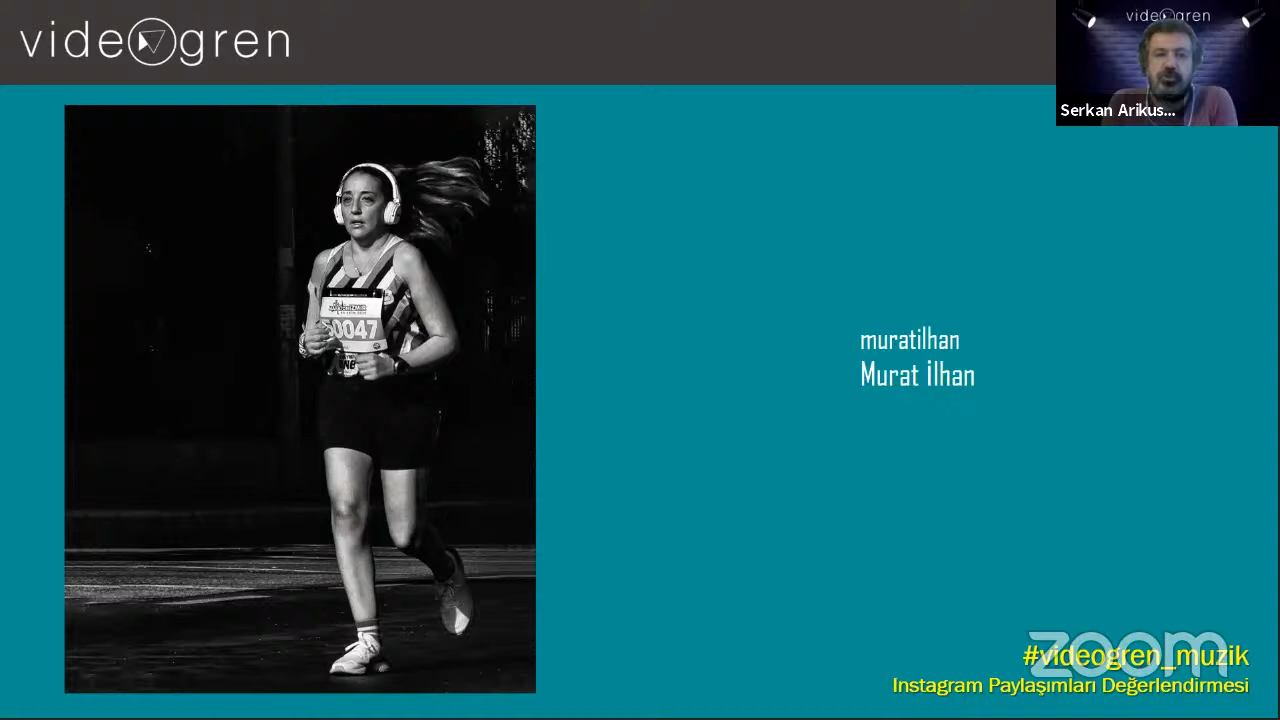 videogren
videogren
Serkan Arikus...
0047
muratilhan
Murat İlhan
zoom
#videogren_muzik
Instagram Paylaşımları Değerlendirmesi